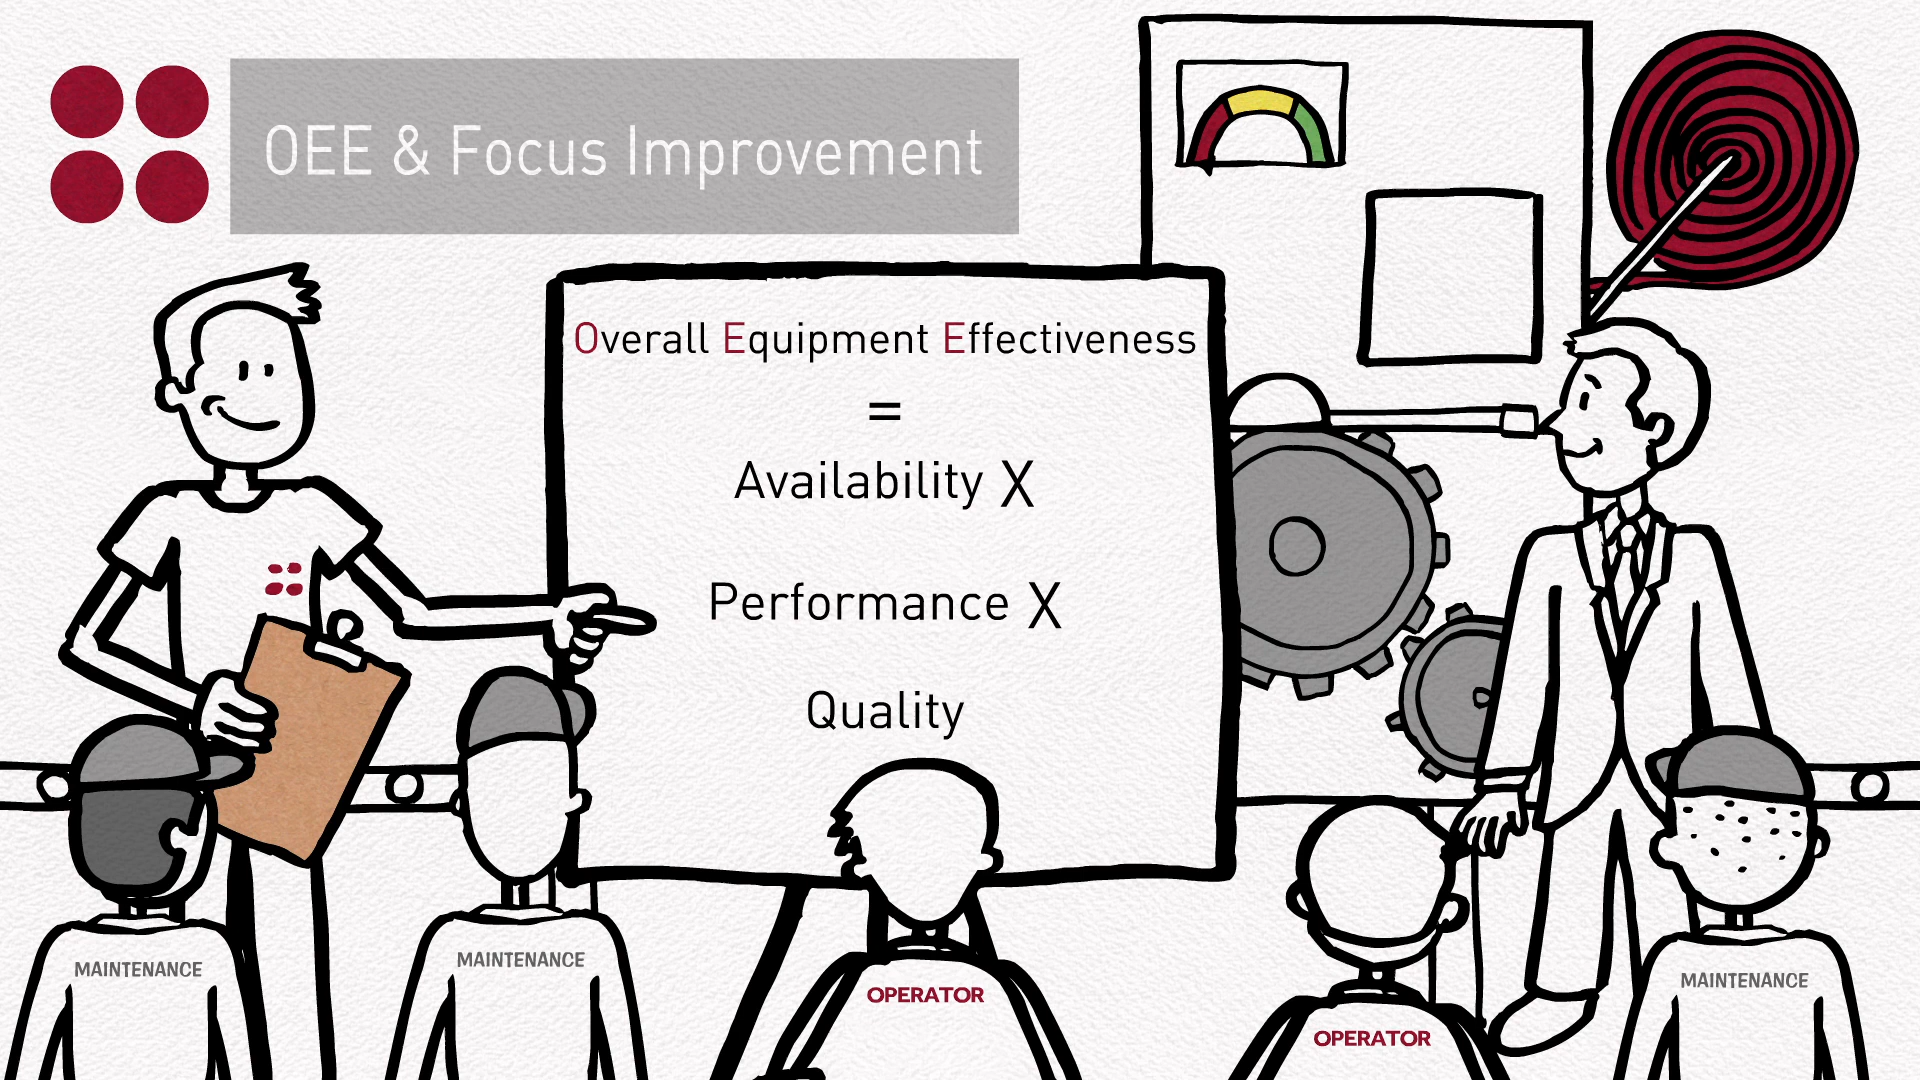 OEE & Focus Improvement
Overall Equipment Effectiveness
=
Availability X
Performance X
Quality
MAINTENANCE
MAINTENANCE
OPERATOR
OPERATOR
MAINTENANCE